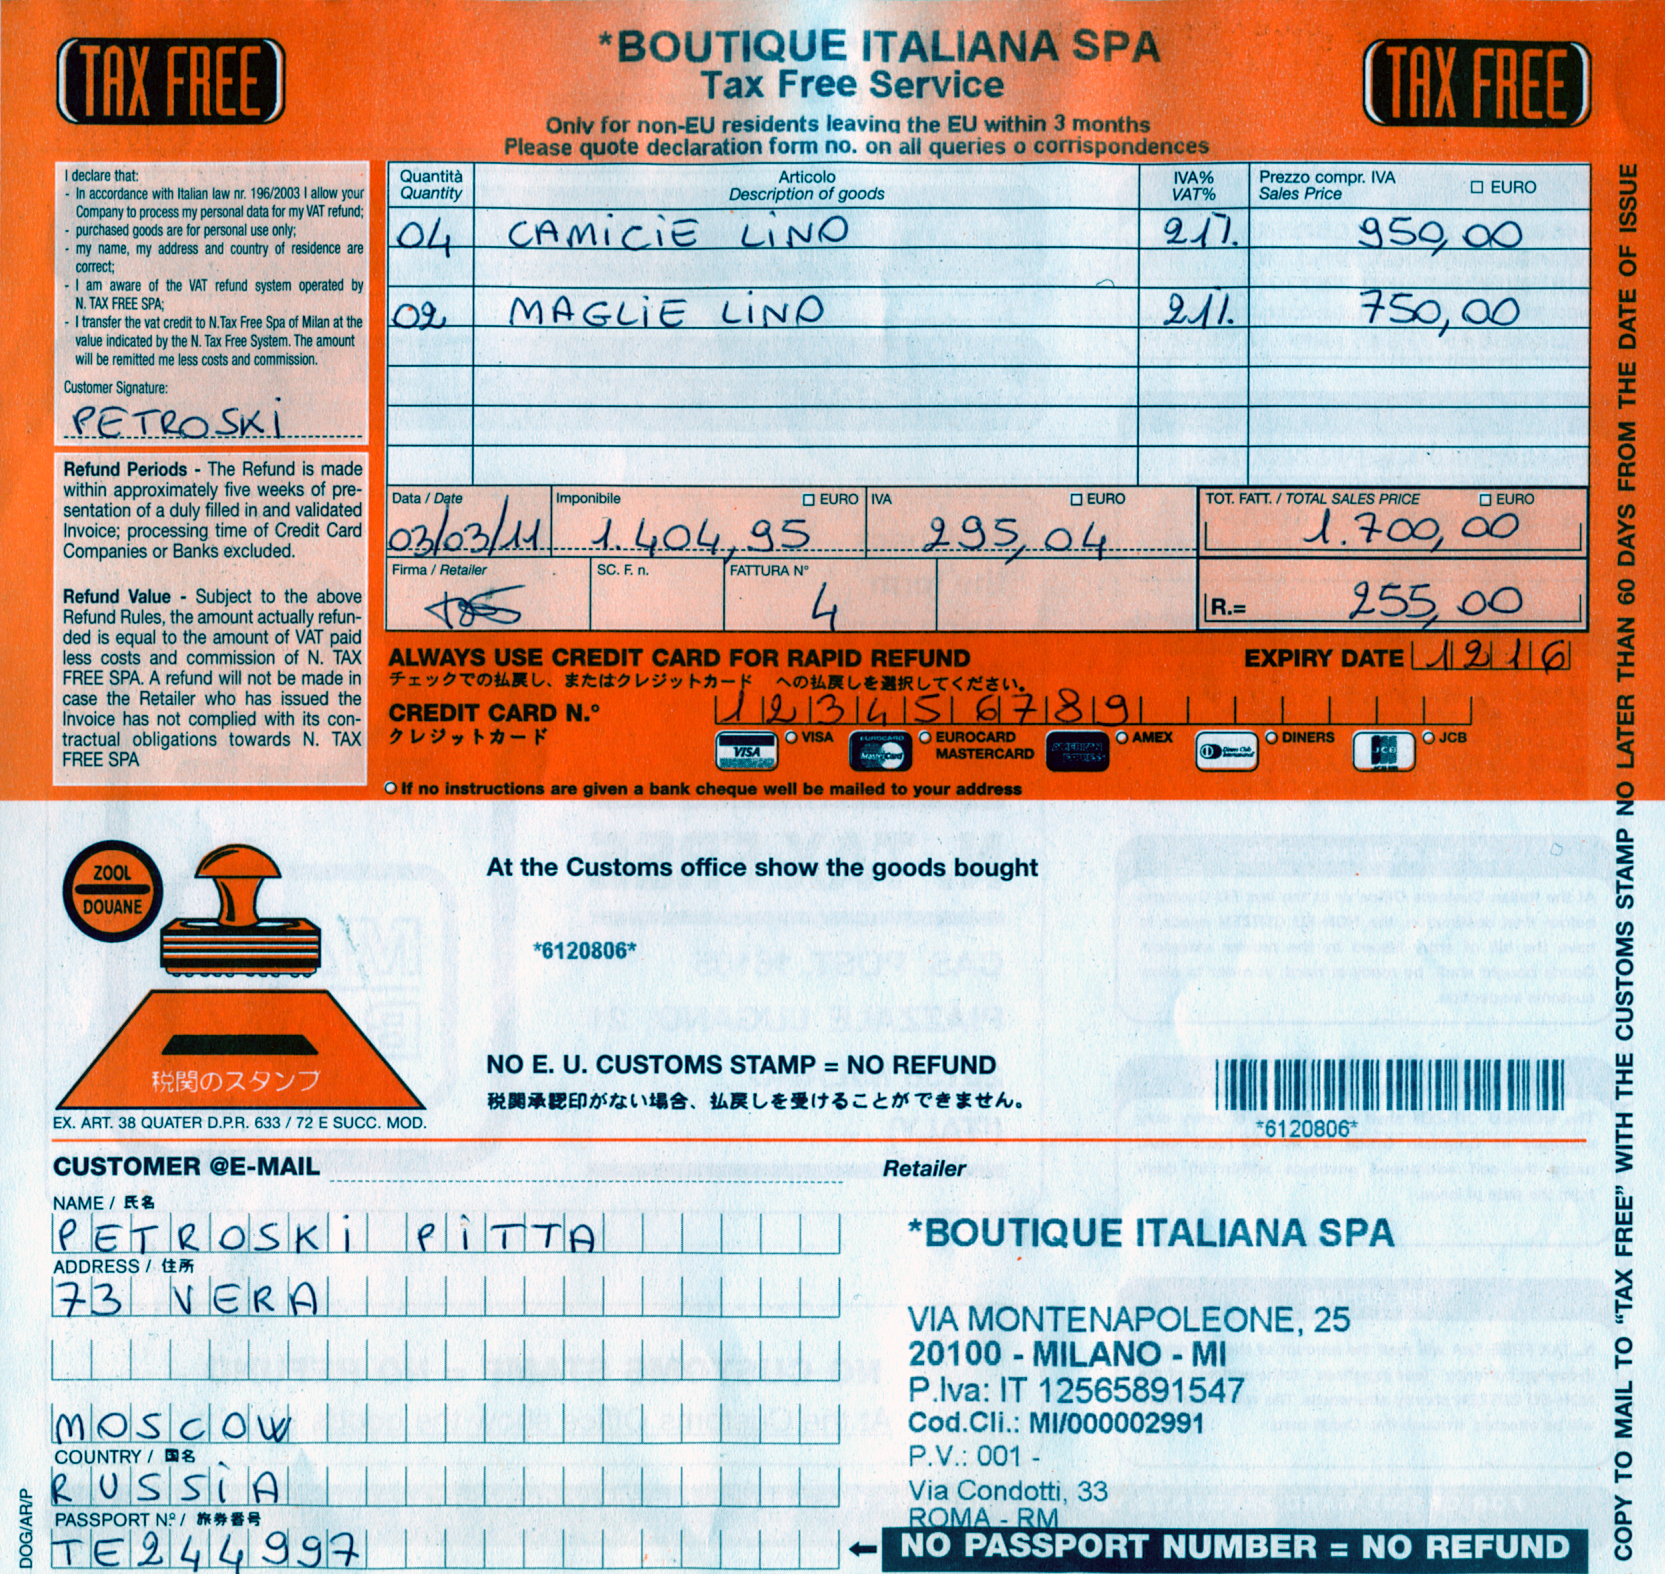 TAX FREE
*BOUTIQUE ITALIANA SPA
Tax Free Service
TAX FREE
Only for non-EU residents leaving the EU within 3 months
Please quote declaration form no. on all queries o corrispondences
I declare that:
- In accordance with Italian law nr. 196/2003 I allow your
Company to process my personal data for my VAT refund;
- purchased goods are for personal use only;
- my name, my address and country of residence are
correct;
- I am aware of the VAT refund system operated by
N. TAX FREE SPA;
- I transfer the vat credit to N.Tax Free Spa of Milan at the
value indicated by the N. Tax Free System. The amount
will be remitted me less costs and commission.
Customer Signature:
PETROSKI
Refund Periods - The Refund is made
within approximately five weeks of pre-
sentation of a duly filled in and validated
Invoice; processing time of Credit Card
Companies or Banks excluded.
Refund Value - Subject to the above
Refund Rules, the amount actually refun-
ded is equal to the amount of VAT paid
less costs and commission of N. TAX
FREE SPA. A refund will not be made in
case the Retailer who has issued the
Invoice has not complied with its con-
tractual obligations towards N. TAX
FREE SPA
Quantità Articolo IVA% Prezzo compr. IVA
Quantity Description of goods VAT% Sales Price EURO
04 CAMICIE LINO 21% 950,00
02 MAGLIE LINO 21% 750,00
Data / Date Imponibile EURO IVA EURO TOT. FATT. / TOTAL SALES PRICE EURO
03/03/11 1.404,95 295,04 1.700,00
Firma / Retailer SC. F. n. FATTURA N°
4 R.= 255,00
ALWAYS USE CREDIT CARD FOR RAPID REFUND EXPIRY DATE 1216
チェックでの払戻し、またはクレジットカード への払戻しを選択してください。
CREDIT CARD N.° 123456789
クレジットカード
VISA VISA EUROCARD MasterCard EUROCARD
MASTERCARD AMERICAN EXPRESS AMEX Diners Club International DINERS JCB JCB
If no instructions are given a bank cheque well be mailed to your address
ZOOL
DOUANE
At the Customs office show the goods bought
*6120806*
税関のスタンプ
NO E. U. CUSTOMS STAMP = NO REFUND
税関承認印がない場合、払戻しを受けることができません。
*6120806*
EX. ART. 38 QUATER D.P.R. 633 / 72 E SUCC. MOD.
CUSTOMER @E-MAIL
NAME / 氏名
PETROSKI PITTA
ADDRESS / 住所
73 VERA
MOSCOW
COUNTRY / 国名
RUSSIA
PASSPORT N.º / 旅券番号
TE244997
Retailer
*BOUTIQUE ITALIANA SPA
VIA MONTENAPOLEONE, 25
20100 - MILANO - MI
P.Iva: IT 12565891547
Cod.Cli.: MI/000002991
P.V.: 001 -
Via Condotti, 33
ROMA - RM
NO PASSPORT NUMBER = NO REFUND
DOG/AR/P
COPY TO MAIL TO "TAX FREE" WITH THE CUSTOMS STAMP NO LATER THAN 60 DAYS FROM THE DATE OF ISSUE